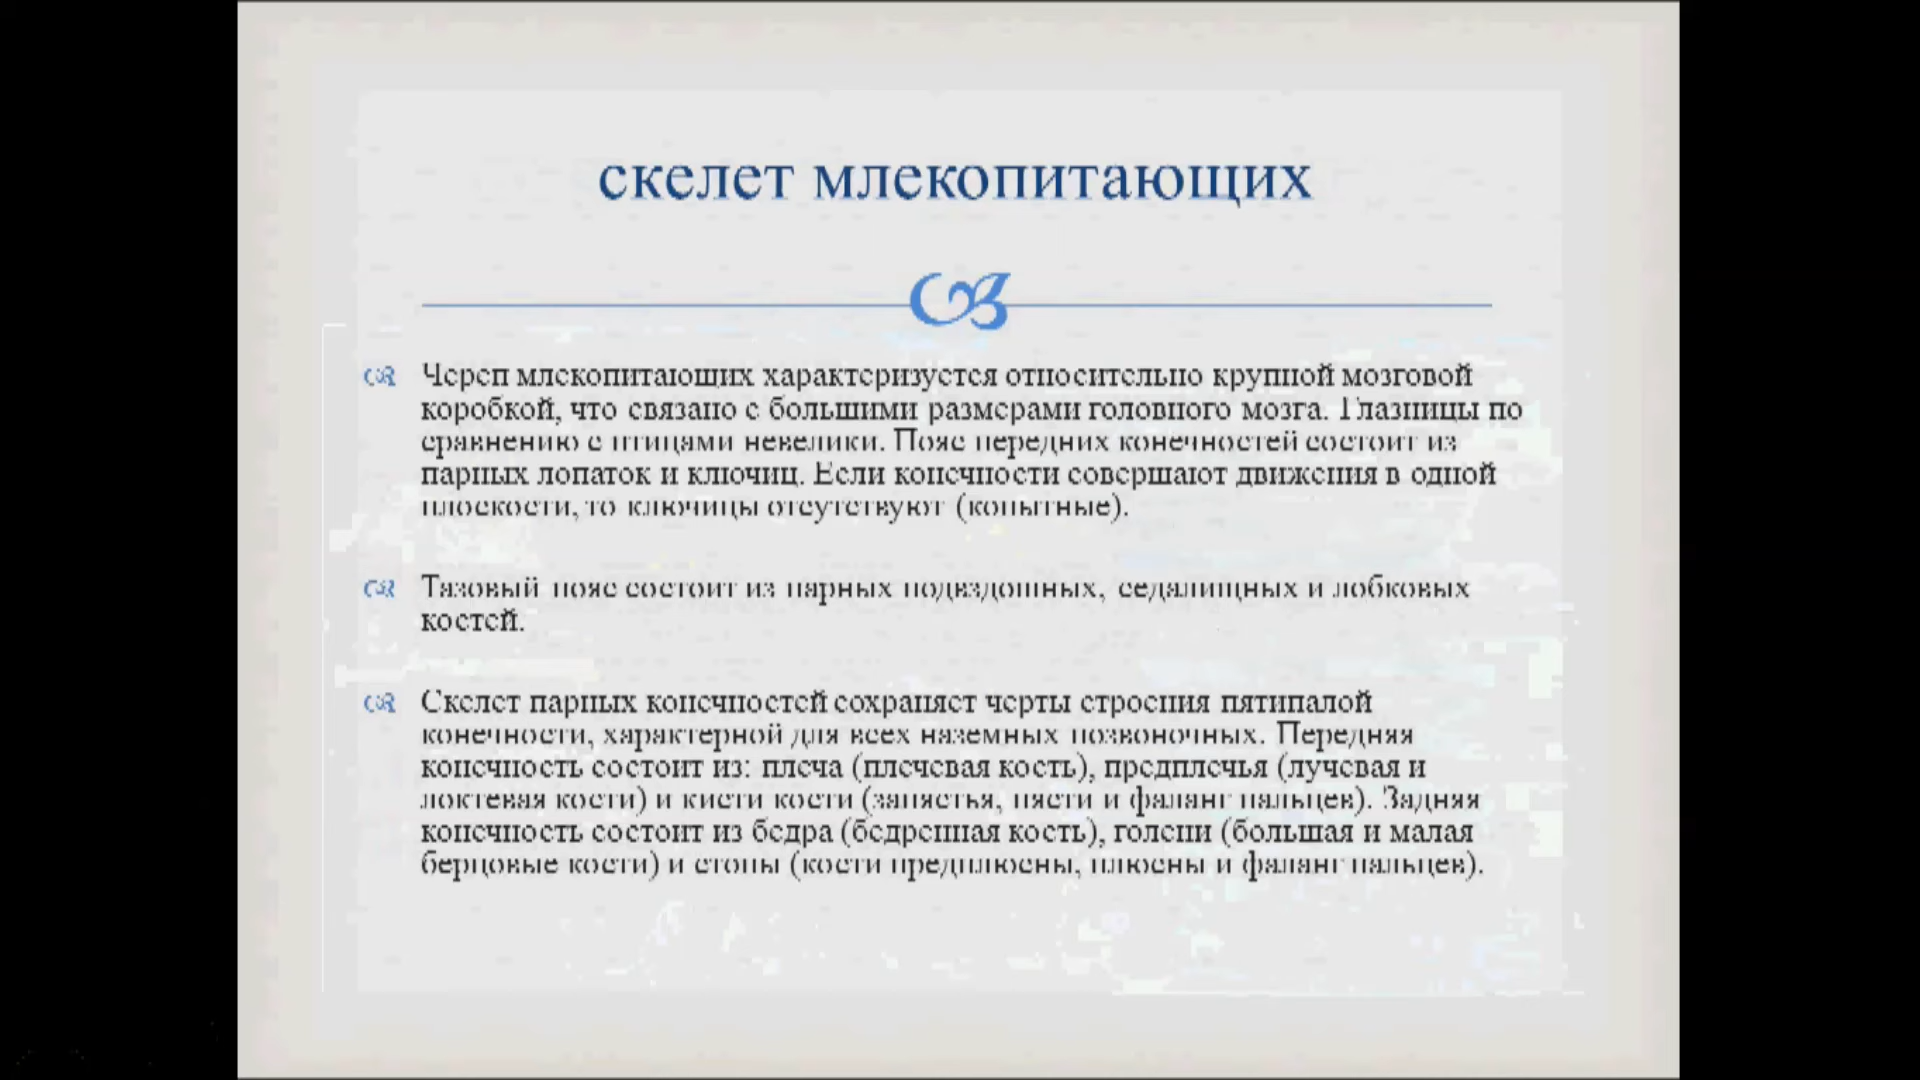 скелет млекопитающих
Череп млекопитающих характеризуется относительно крупной мозговой
коробкой, что связано с большими размерами головного мозга. Глазницы по
сравнению с птицами невелики. Пояс передних конечностей состоит из
парных лопаток и ключиц. Если конечности совершают движения в одной
плоскости, то ключицы отсутствуют (копытные).
Тазовый пояс состоит из парных подвздошных, седалищных и лобковых
костей.
Скелет парных конечностей сохраняет черты строения пятипалой
конечности, характерной для всех наземных позвоночных. Передняя
конечность состоит из: плеча (плечевая кость), предплечья (лучевая и
локтевая кости) и кисти кости (запястья, пясти и фаланг пальцев). Задняя
конечность состоит из бедра (бедренная кость), голени (большая и малая
берцовые кости) и стопы (кости предплюсны, плюсны и фаланг пальцев).